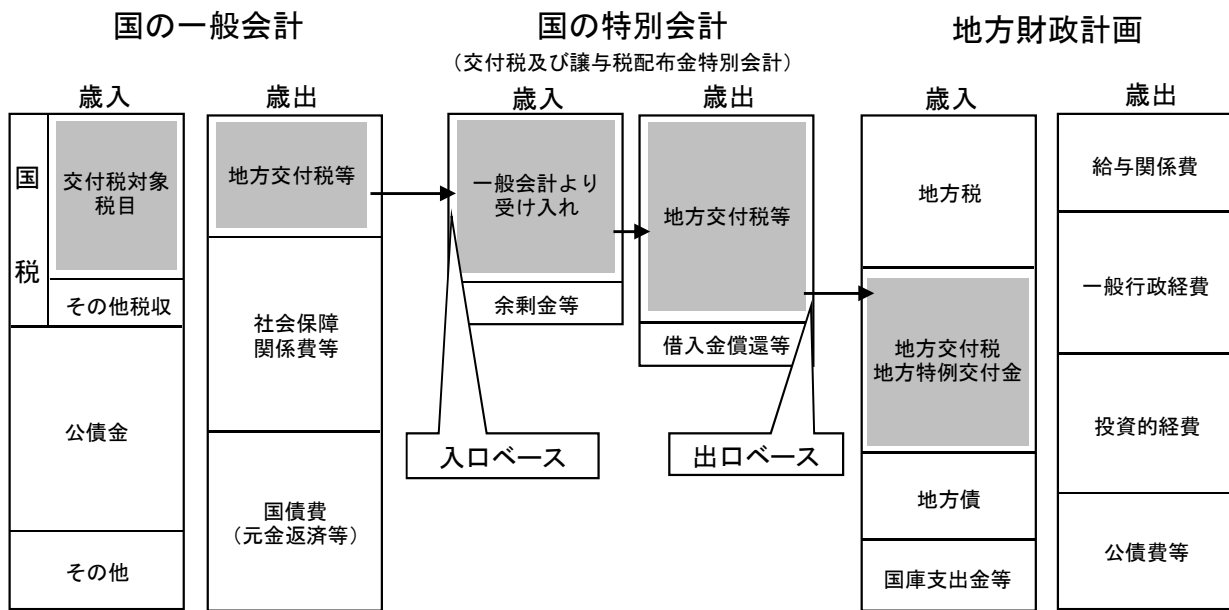 国の一般会計
歳入
国税
交付税対象
税目
その他税収
公債金
その他
歳出
地方交付税等
社会保障
関係費等
国債費
（元金返済等）
国の特別会計
（交付税及び譲与税配布金特別会計）
歳入
一般会計より
受け入れ
余剰金等
入口ベース
歳出
地方交付税等
借入金償還等
出口ベース
地方財政計画
歳入
地方税
地方交付税
地方特例交付金
地方債
国庫支出金等
歳出
給与関係費
一般行政経費
投資的経費
公債費等